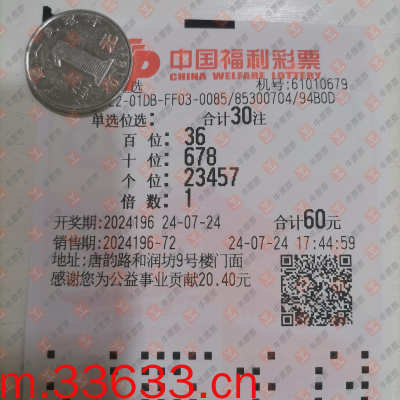 中国福利彩票
CHINA WELFARE LOTTERY
选 机号:61010679
2-01DB-FF03-0085/85300704/94B0D
单选位选: 合计30注
百 位: 36
十 位: 678
个 位: 23457
倍 数: 1
开奖期:2024196 24-07-24 合计60元
销售期:2024196-72 24-07-24 17:44:59
地址:唐韵路和润坊9号楼门面
感谢您为公益事业贡献20.40元
m.33633.cn